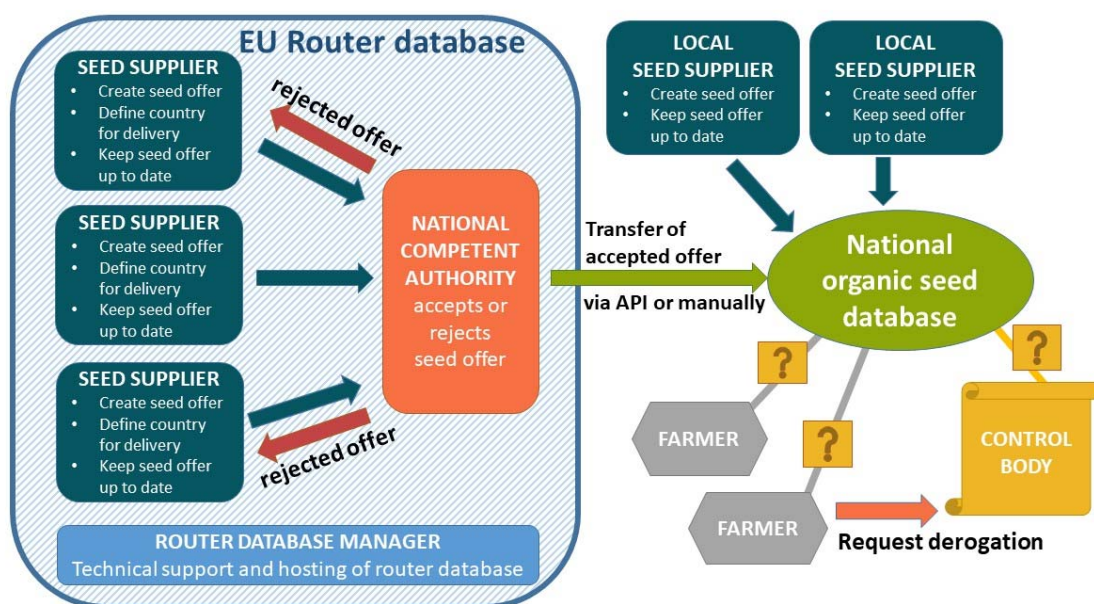 EU Router database
SEED SUPPLIER
• Create seed offer
• Define country
for delivery
• Keep seed offer
up to date
rejected offer
SEED SUPPLIER
• Create seed offer
• Define country
for delivery
• Keep seed offer
up to date
SEED SUPPLIER
• Create seed offer
• Define country
for delivery
• Keep seed offer
up to date
rejected offer
NATIONAL
COMPETENT
AUTHORITY
accepts or
rejects
seed offer
ROUTER DATABASE MANAGER
Technical support and hosting of router database
Transfer of
accepted offer
via API or manually
LOCAL
SEED SUPPLIER
• Create seed offer
• Keep seed offer
up to date
LOCAL
SEED SUPPLIER
• Create seed offer
• Keep seed offer
up to date
National
organic seed
database
?
?
?
FARMER
FARMER
CONTROL
BODY
Request derogation